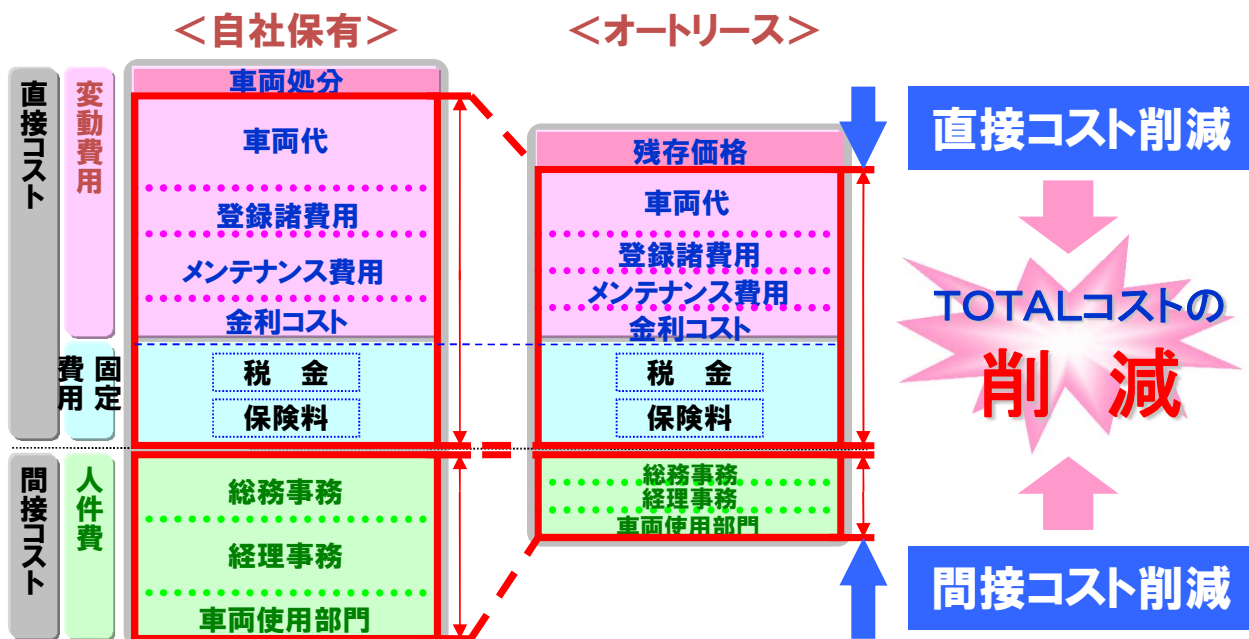 ＜自社保有＞
＜オートリース＞
直接コスト
変動費用
固定費用
間接コスト
人件費
車両処分
車両代
登録諸費用
メンテナンス費用
金利コスト
税　金
保険料
総務事務
経理事務
車両使用部門
残存価格
車両代
登録諸費用
メンテナンス費用
金利コスト
税　金
保険料
総務事務
経理事務
車両使用部門
直接コスト削減
TOTALコストの
削　減
間接コスト削減